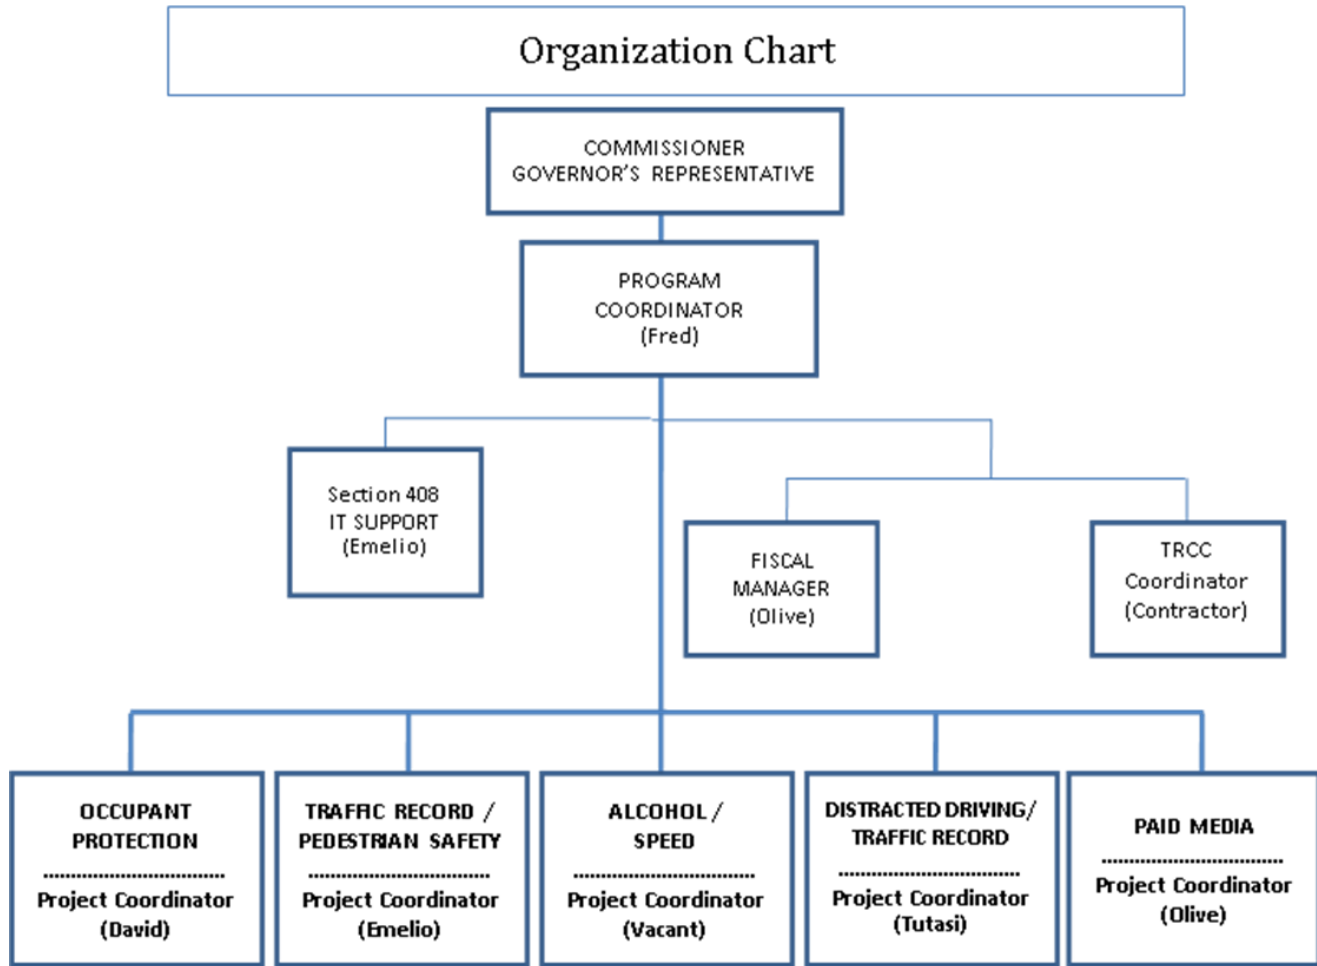 Organization Chart
COMMISSIONER
GOVERNOR'S REPRESENTATIVE
PROGRAM
COORDINATOR
(Fred)
Section 408
IT SUPPORT
(Emelio)
FISCAL
MANAGER
(Olive)
TRCC
Coordinator
(Contractor)
OCCUPANT
PROTECTION
................................
Project Coordinator
(David)
TRAFFIC RECORD /
PEDESTRIAN SAFETY
................................
Project Coordinator
(Emelio)
ALCOHOL /
SPEED
................................
Project Coordinator
(Vacant)
DISTRACTED DRIVING/
TRAFFIC RECORD
................................
Project Coordinator
(Tutasi)
PAID MEDIA
................................
Project Coordinator
(Olive)